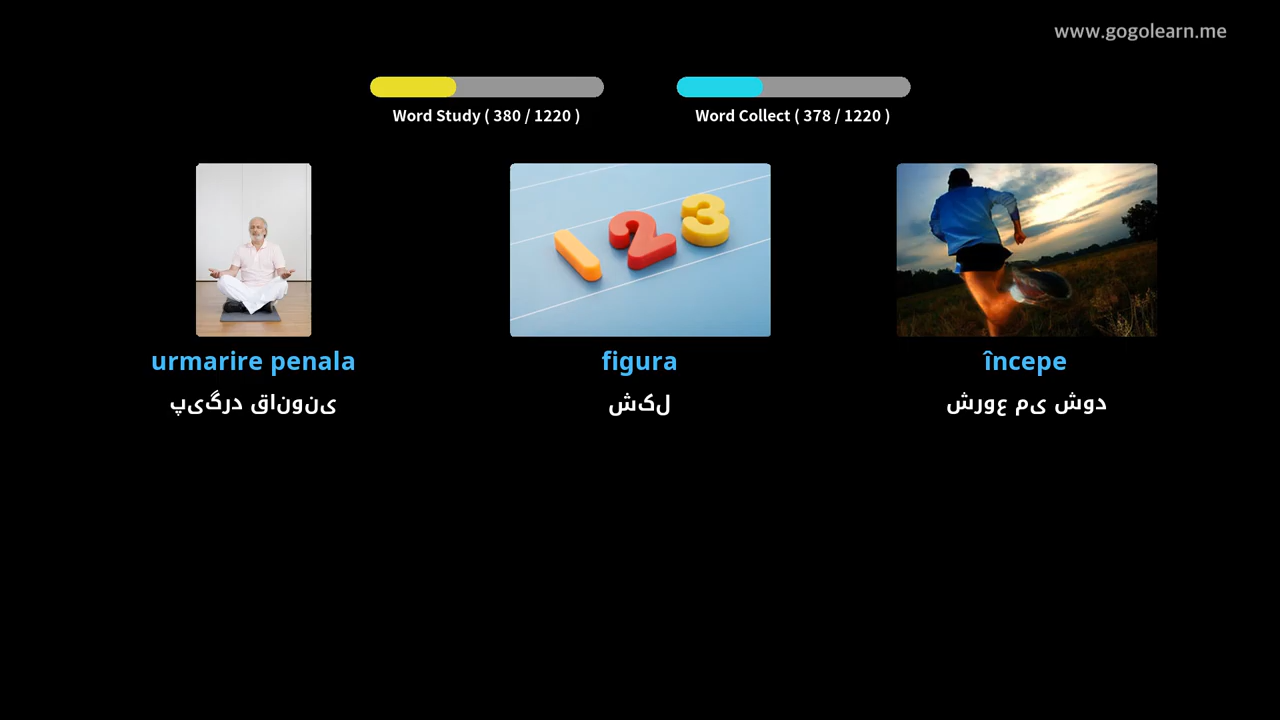 www.gogolearn.me
Word Study ( 380 / 1220 )
Word Collect ( 378 / 1220 )
urmarire penala
figura
începe
پیگرد قانونی
شکل
شروع می شود